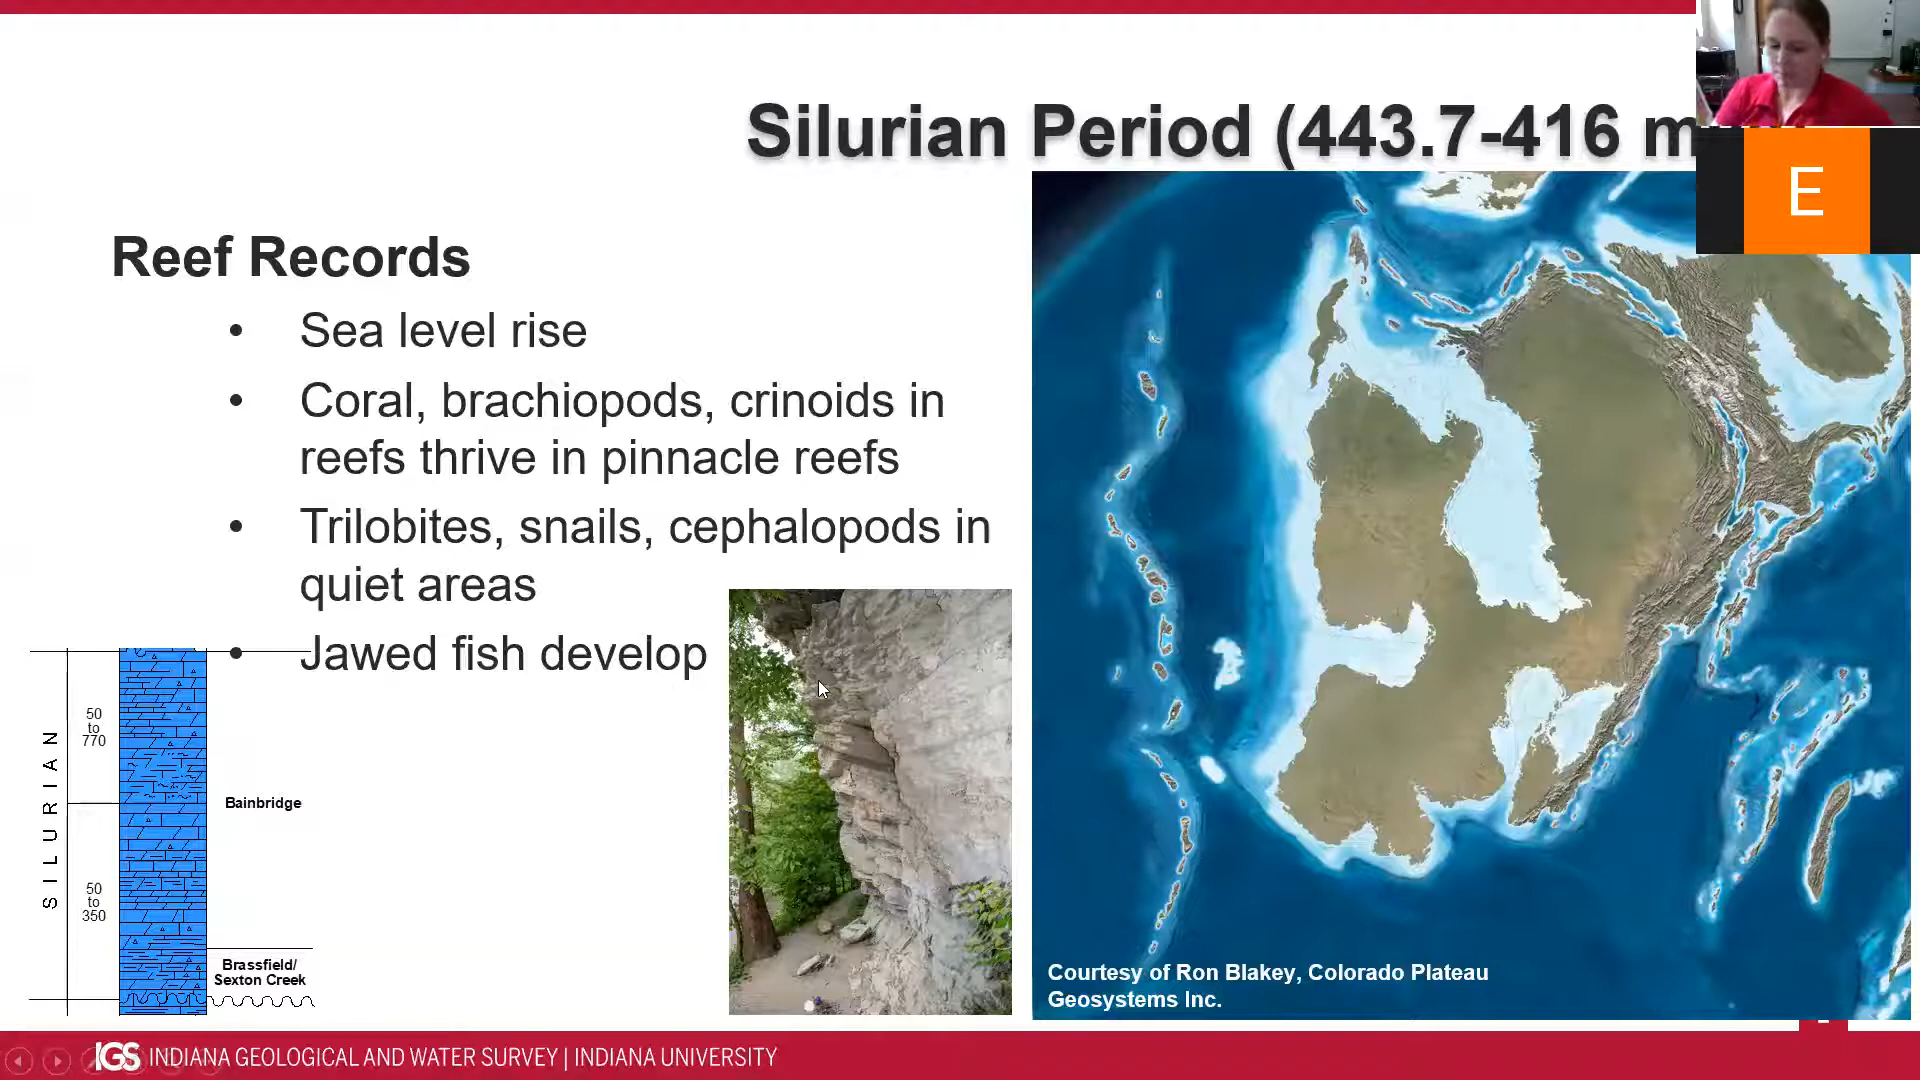 Silurian Period (443.7-416 m
E
Reef Records
• Sea level rise
• Coral, brachiopods, crinoids in
reefs thrive in pinnacle reefs
• Trilobites, snails, cephalopods in
quiet areas
• Jawed fish develop
SILURIAN
50
to
770
Bainbridge
50
to
350
Brassfield/
Sexton Creek
Courtesy of Ron Blakey, Colorado Plateau
Geosystems Inc.
IGS INDIANA GEOLOGICAL AND WATER SURVEY | INDIANA UNIVERSITY